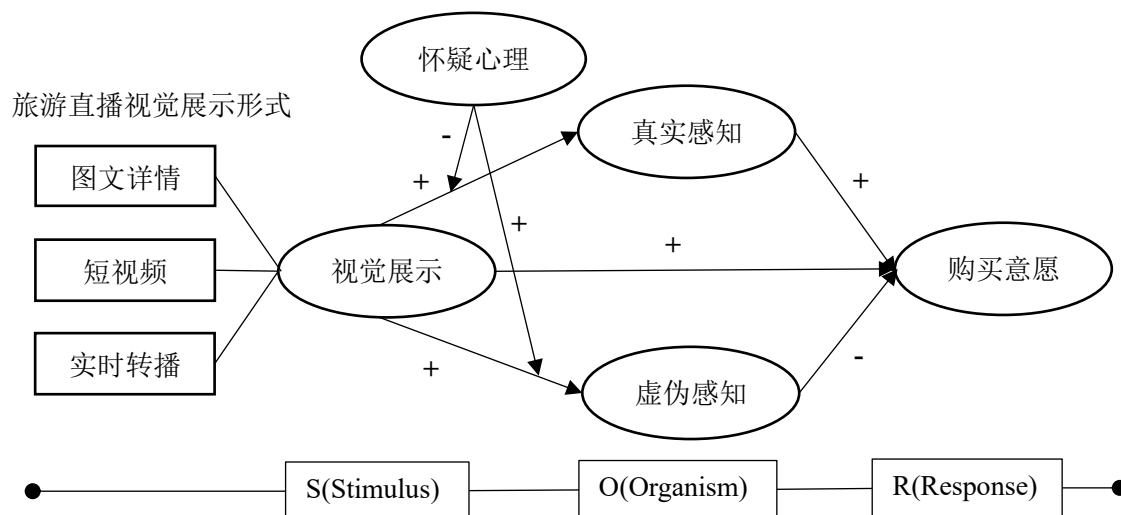 怀疑心理
旅游直播视觉展示形式
-
真实感知
图文详情
+
+
+
短视频
视觉展示
+
购买意愿
实时转播
+
-
虚伪感知
S(Stimulus)
O(Organism)
R(Response)